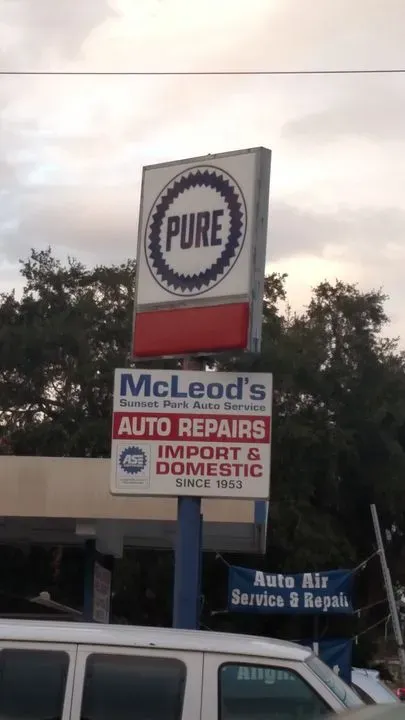 PURE
McLeod's
Sunset Park Auto Service
AUTO REPAIRS
ASE
IMPORT &
DOMESTIC
SINCE 1953
Auto Air
Service & Repair